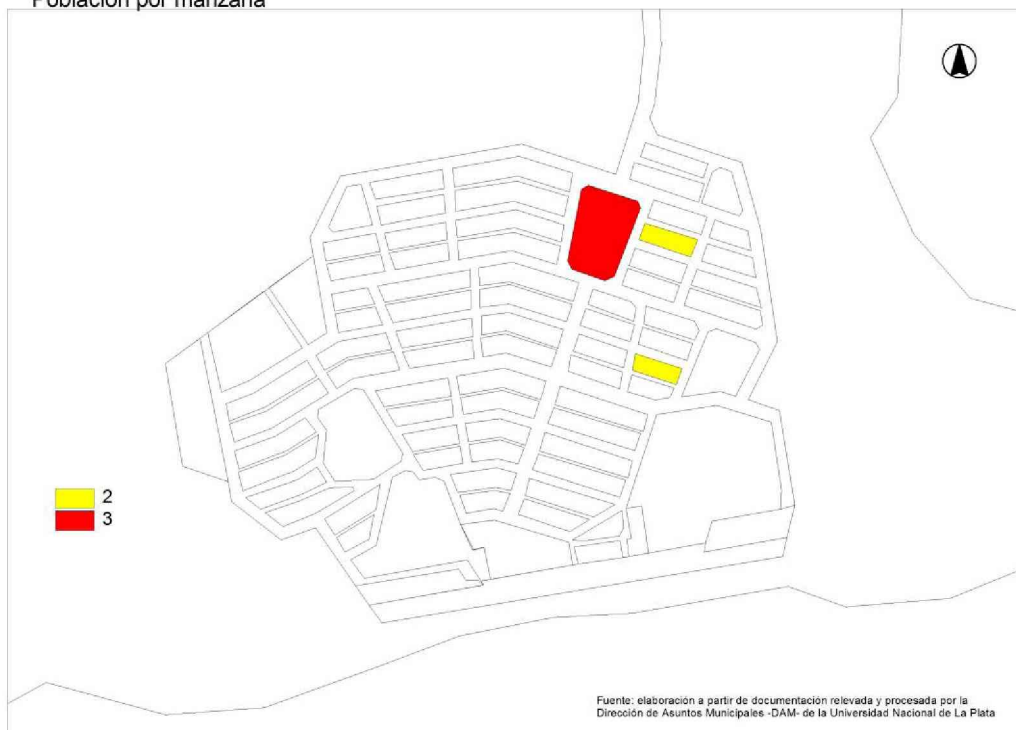 Población por manzana
2
3
Fuente: elaboración a partir de documentación relevada y procesada por la
Dirección de Asuntos Municipales -DAM- de la Universidad Nacional de La Plata